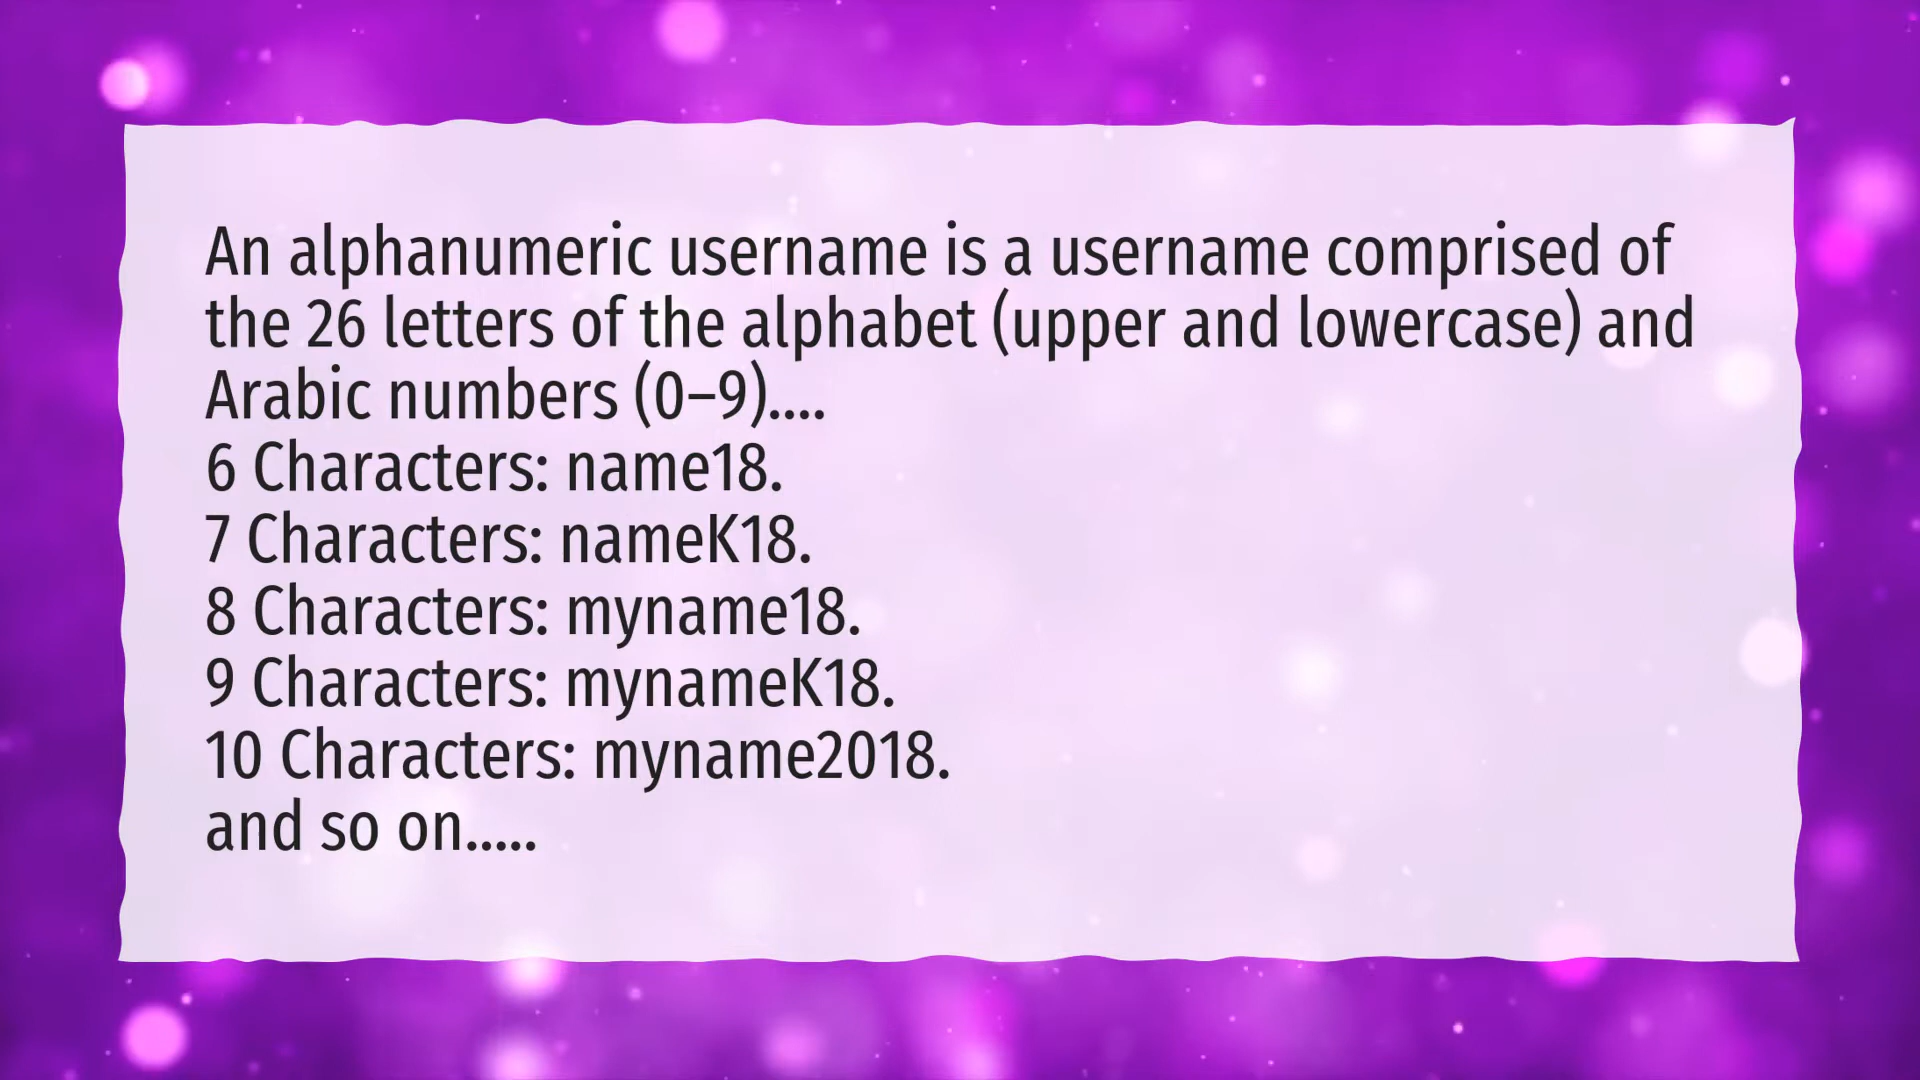 An alphanumeric username is a username comprised of
the 26 letters of the alphabet (upper and lowercase) and
Arabic numbers (0–9)....
6 Characters: name18.
7 Characters: nameK18.
8 Characters: myname18.
9 Characters: mynameK18.
10 Characters: myname2018.
and so on.....